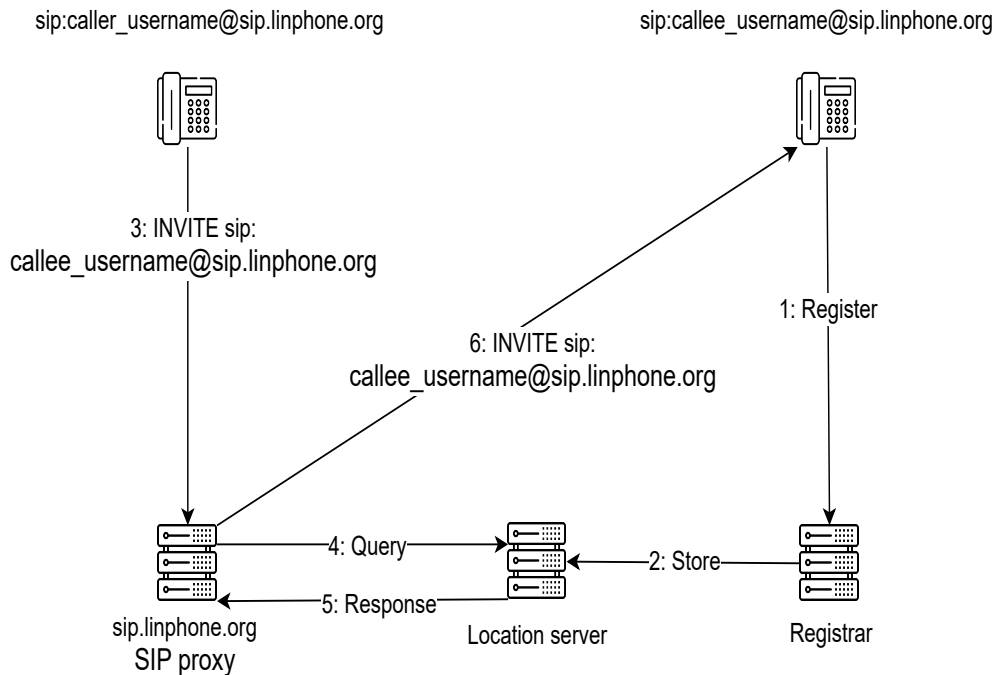 sip:caller_username@sip.linphone.org
sip:callee_username@sip.linphone.org
3: INVITE sip:
callee_username@sip.linphone.org
1: Register
6: INVITE sip:
callee_username@sip.linphone.org
4: Query
2: Store
5: Response
sip.linphone.org
SIP proxy
Location server
Registrar